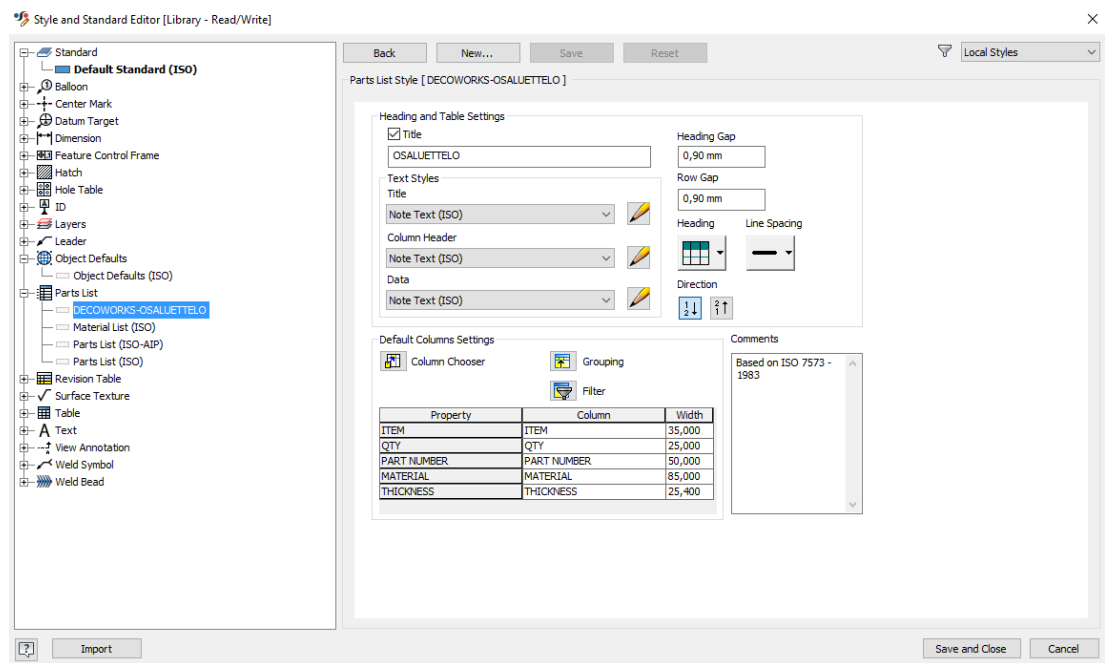 Style and Standard Editor [Library - Read/Write]
Standard
Default Standard (ISO)
Balloon
Center Mark
Datum Target
Dimension
Feature Control Frame
Hatch
Hole Table
ID
Layers
Leader
Object Defaults
Object Defaults (ISO)
Parts List
DECOWORKS-OSALUETTELO
Material List (ISO)
Parts List (ISO-AIP)
Parts List (ISO)
Revision Table
Surface Texture
Table
Text
View Annotation
Weld Symbol
Weld Bead
Back New... Save Reset Local Styles
Parts List Style [ DECOWORKS-OSALUETTELO ]
Heading and Table Settings
Title
OSALUETTELO
Text Styles
Title
Note Text (ISO)
Column Header
Note Text (ISO)
Data
Note Text (ISO)
Heading Gap
0,90 mm
Row Gap
0,90 mm
Heading Line Spacing
Direction
Default Columns Settings
Column Chooser Grouping
Filter
Property Column Width
ITEM ITEM 35,000
QTY QTY 25,000
PART NUMBER PART NUMBER 50,000
MATERIAL MATERIAL 85,000
THICKNESS THICKNESS 25,400
Comments
Based on ISO 7573 -
1983
Import Save and Close Cancel